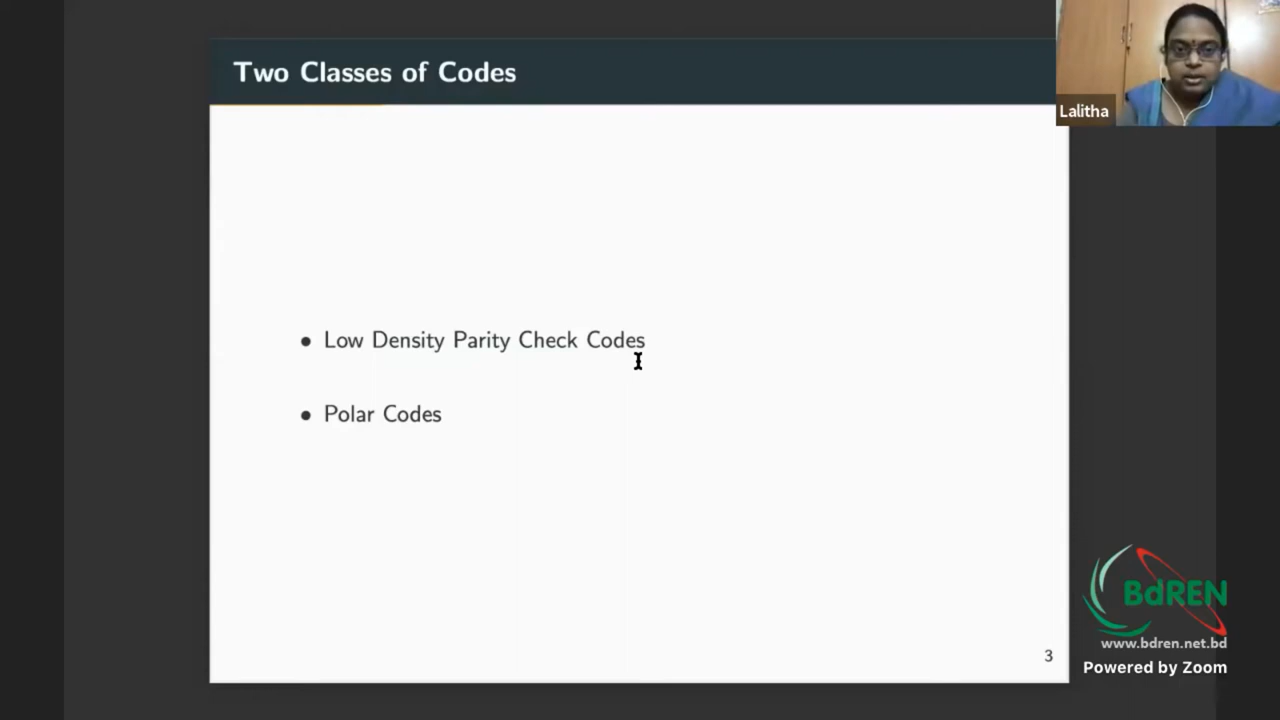 Two Classes of Codes
Lalitha
• Low Density Parity Check Codes
• Polar Codes
3
BdREN
www.bdren.net.bd
Powered by Zoom